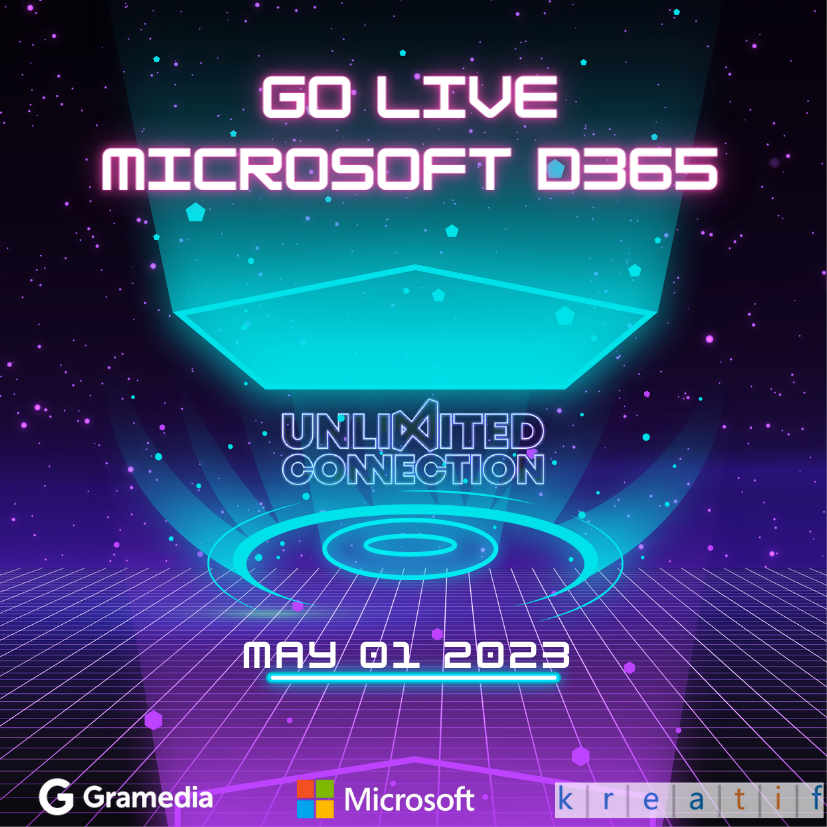 GO LIVE
MICROSOFT D365
UNLIMITED
CONNECTION
MAY 01 2023
Gramedia
Microsoft
k r e a t i f